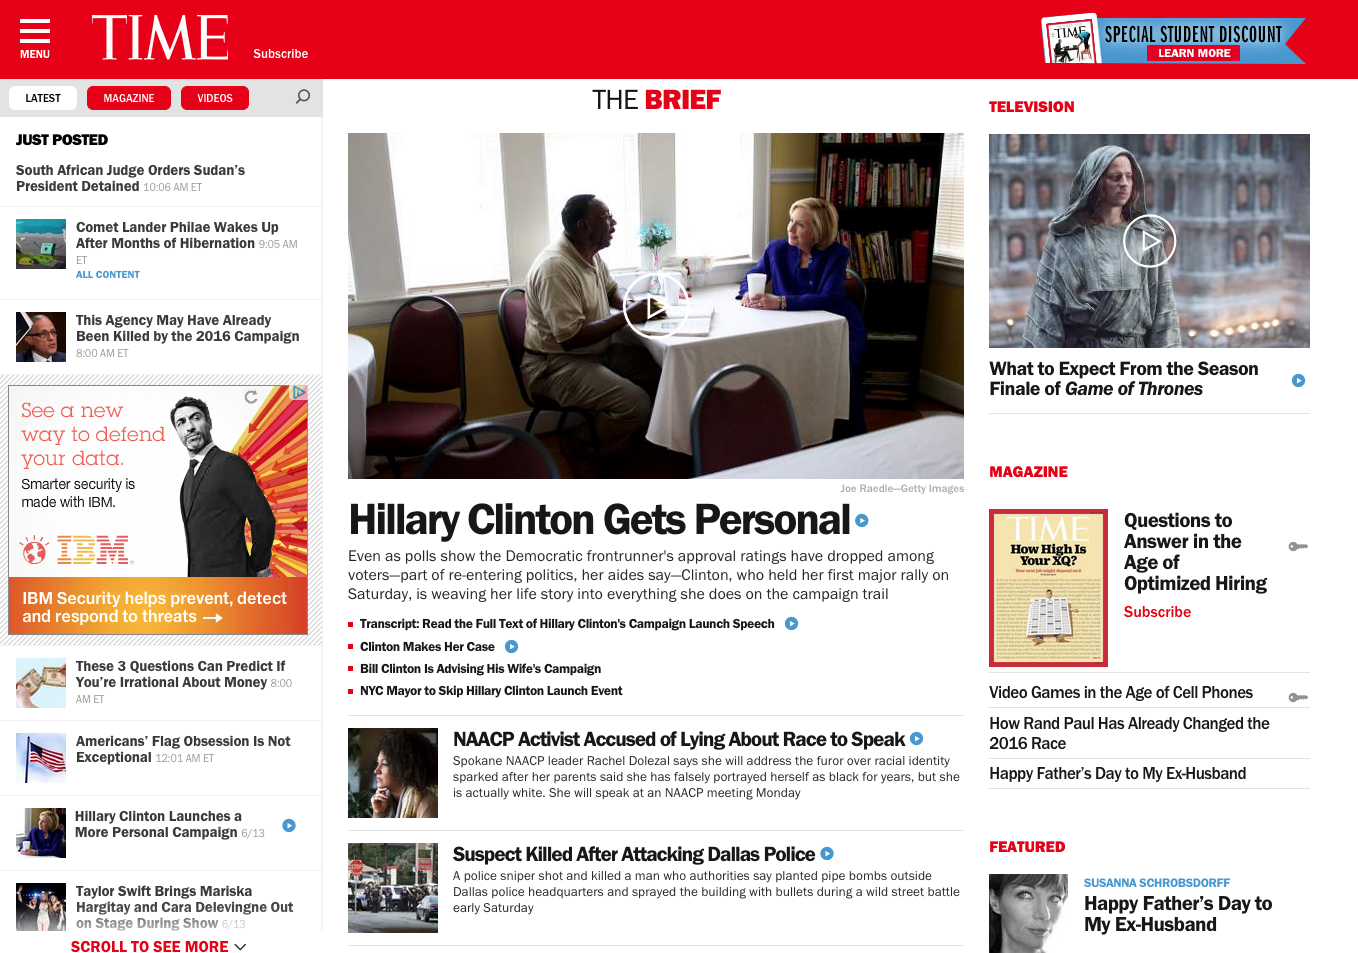 MENU
TIME
Subscribe
TIME
SPECIAL STUDENT DISCOUNT
LEARN MORE
LATEST
MAGAZINE
VIDEOS
JUST POSTED
South African Judge Orders Sudan's
President Detained 10:06 AM ET
Comet Lander Philae Wakes Up
After Months of Hibernation 9:05 AM
ET
ALL CONTENT
This Agency May Have Already
Been Killed by the 2016 Campaign
8:00 AM ET
See a new
way to defend
your data.
Smarter security is
made with IBM.
IBM
IBM Security helps prevent, detect
and respond to threats →
These 3 Questions Can Predict If
You're Irrational About Money 8:00
AM ET
Americans' Flag Obsession Is Not
Exceptional 12:01 AM ET
Hillary Clinton Launches a
More Personal Campaign 6/13
Taylor Swift Brings Mariska
Hargitay and Cara Delevingne Out
on Stage During Show 6/13
SCROLL TO SEE MORE
THE BRIEF
Joe Raedle—Getty Images
Hillary Clinton Gets Personal
Even as polls show the Democratic frontrunner's approval ratings have dropped among
voters—part of re-entering politics, her aides say—Clinton, who held her first major rally on
Saturday, is weaving her life story into everything she does on the campaign trail
Transcript: Read the Full Text of Hillary Clinton's Campaign Launch Speech
Clinton Makes Her Case
Bill Clinton Is Advising His Wife's Campaign
NYC Mayor to Skip Hillary Clinton Launch Event
NAACP Activist Accused of Lying About Race to Speak
Spokane NAACP leader Rachel Dolezal says she will address the furor over racial identity
sparked after her parents said she has falsely portrayed herself as black for years, but she
is actually white. She will speak at an NAACP meeting Monday
STOP
Suspect Killed After Attacking Dallas Police
A police sniper shot and killed a man who authorities say planted pipe bombs outside
Dallas police headquarters and sprayed the building with bullets during a wild street battle
early Saturday
TELEVISION
What to Expect From the Season
Finale of Game of Thrones
MAGAZINE
TIME
How High Is
Your XQ?
Your next job might depend on it
Questions to
Answer in the
Age of
Optimized Hiring
Subscribe
Video Games in the Age of Cell Phones
How Rand Paul Has Already Changed the
2016 Race
Happy Father's Day to My Ex-Husband
FEATURED
SUSANNA SCHROBSDORFF
Happy Father's Day to
My Ex-Husband